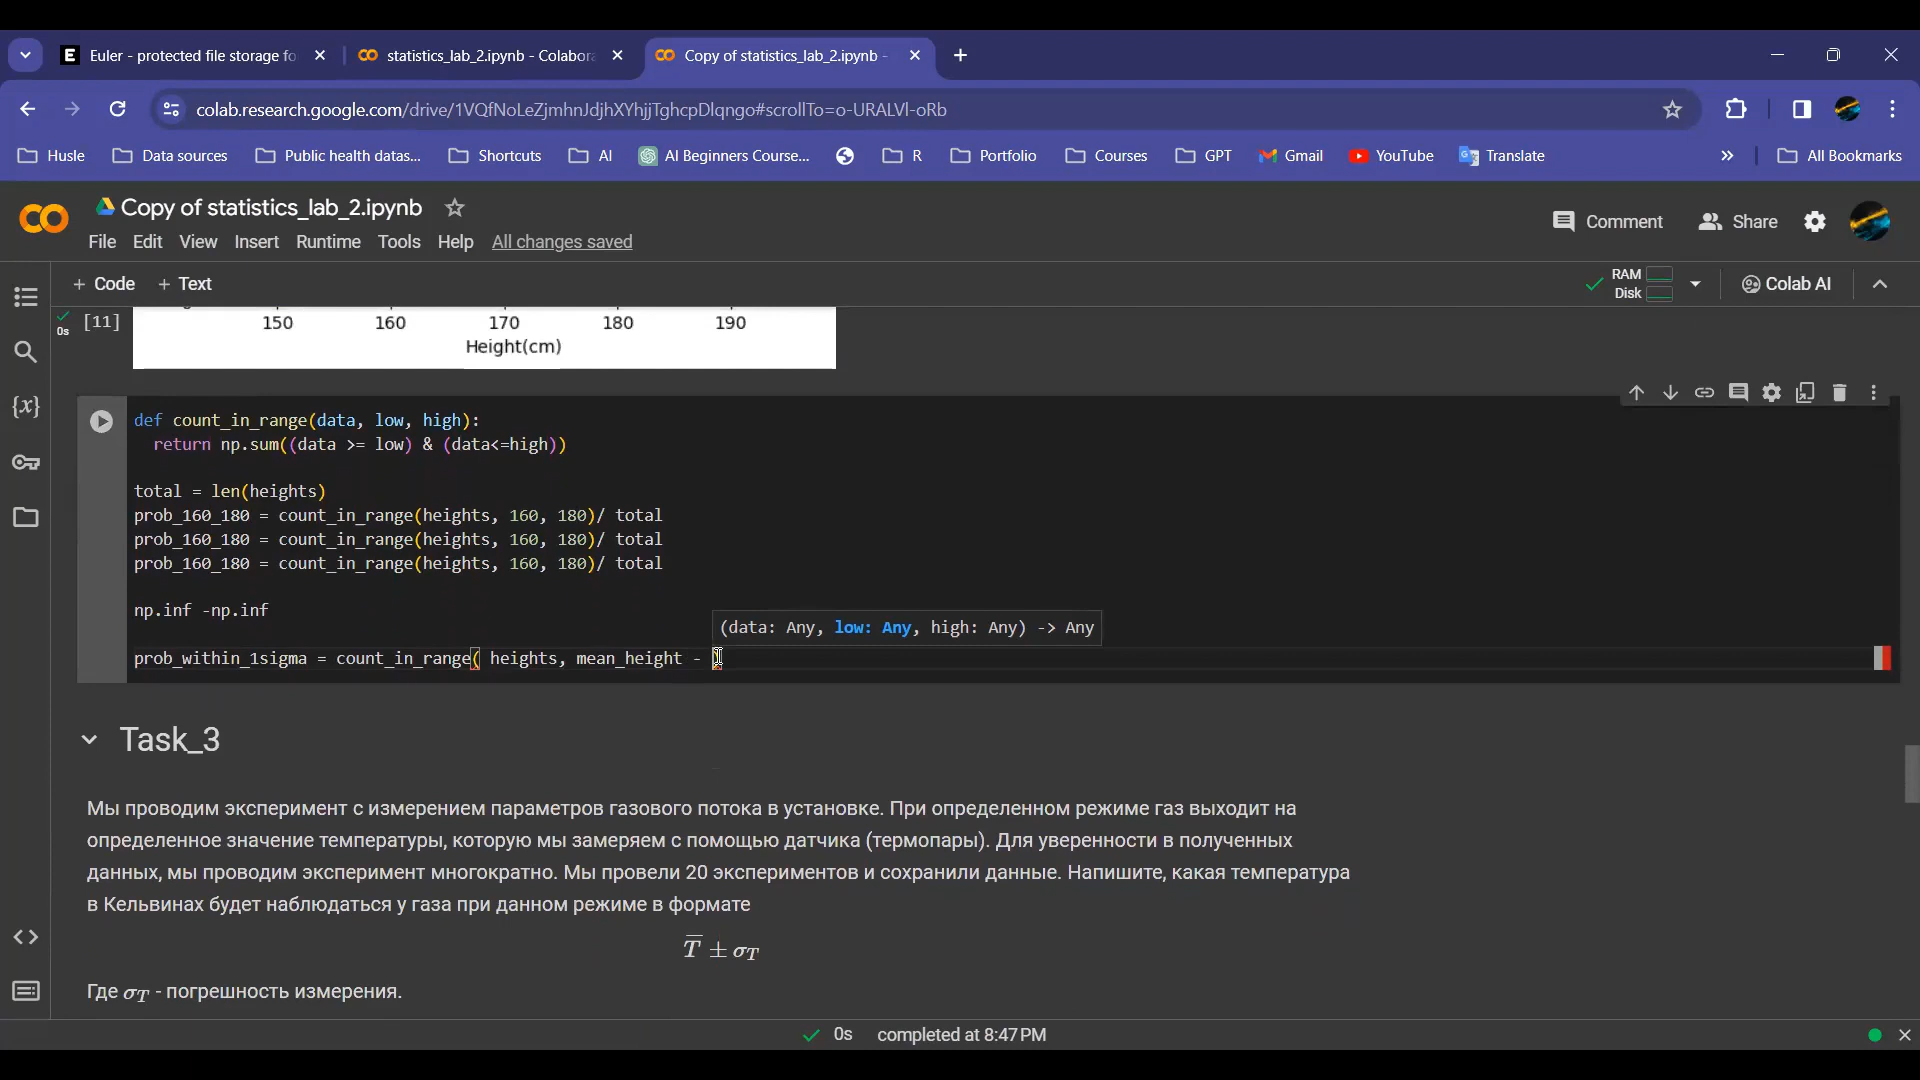 Euler - protected file storage fo
statistics_lab_2.ipynb - Colabora
Copy of statistics_lab_2.ipynb -
colab.research.google.com/drive/1VQfNoLeZjmhnJdjhXYhjjTghcpDlqngo#scrollTo=o-URALVl-oRb
Husle Data sources Public health datas... Shortcuts AI AI Beginners Course... R Portfolio Courses GPT Gmail YouTube Translate » All Bookmarks
Copy of statistics_lab_2.ipynb
Comment Share
File Edit View Insert Runtime Tools Help All changes saved
+ Code + Text
RAM
Disk
Colab AI
0s [11]
150 160 170 180 190
Height(cm)
{x}
def count_in_range(data, low, high):
return np.sum((data >= low) & (data<=high))
total = len(heights)
prob_160_180 = count_in_range(heights, 160, 180)/ total
prob_160_180 = count_in_range(heights, 160, 180)/ total
prob_160_180 = count_in_range(heights, 160, 180)/ total
np.inf -np.inf
(data: Any, low: Any, high: Any) -> Any
prob_within_1sigma = count_in_range( heights, mean_height - )
Task_3
Мы проводим эксперимент с измерением параметров газового потока в установке. При определенном режиме газ выходит на
определенное значение температуры, которую мы замеряем с помощью датчика (термопары). Для уверенности в полученных
данных, мы проводим эксперимент многократно. Мы провели 20 экспериментов и сохранили данные. Напишите, какая температура
в Кельвинах будет наблюдаться у газа при данном режиме в формате
T̅ ± σT
Где σT - погрешность измерения.
0s completed at 8:47 PM